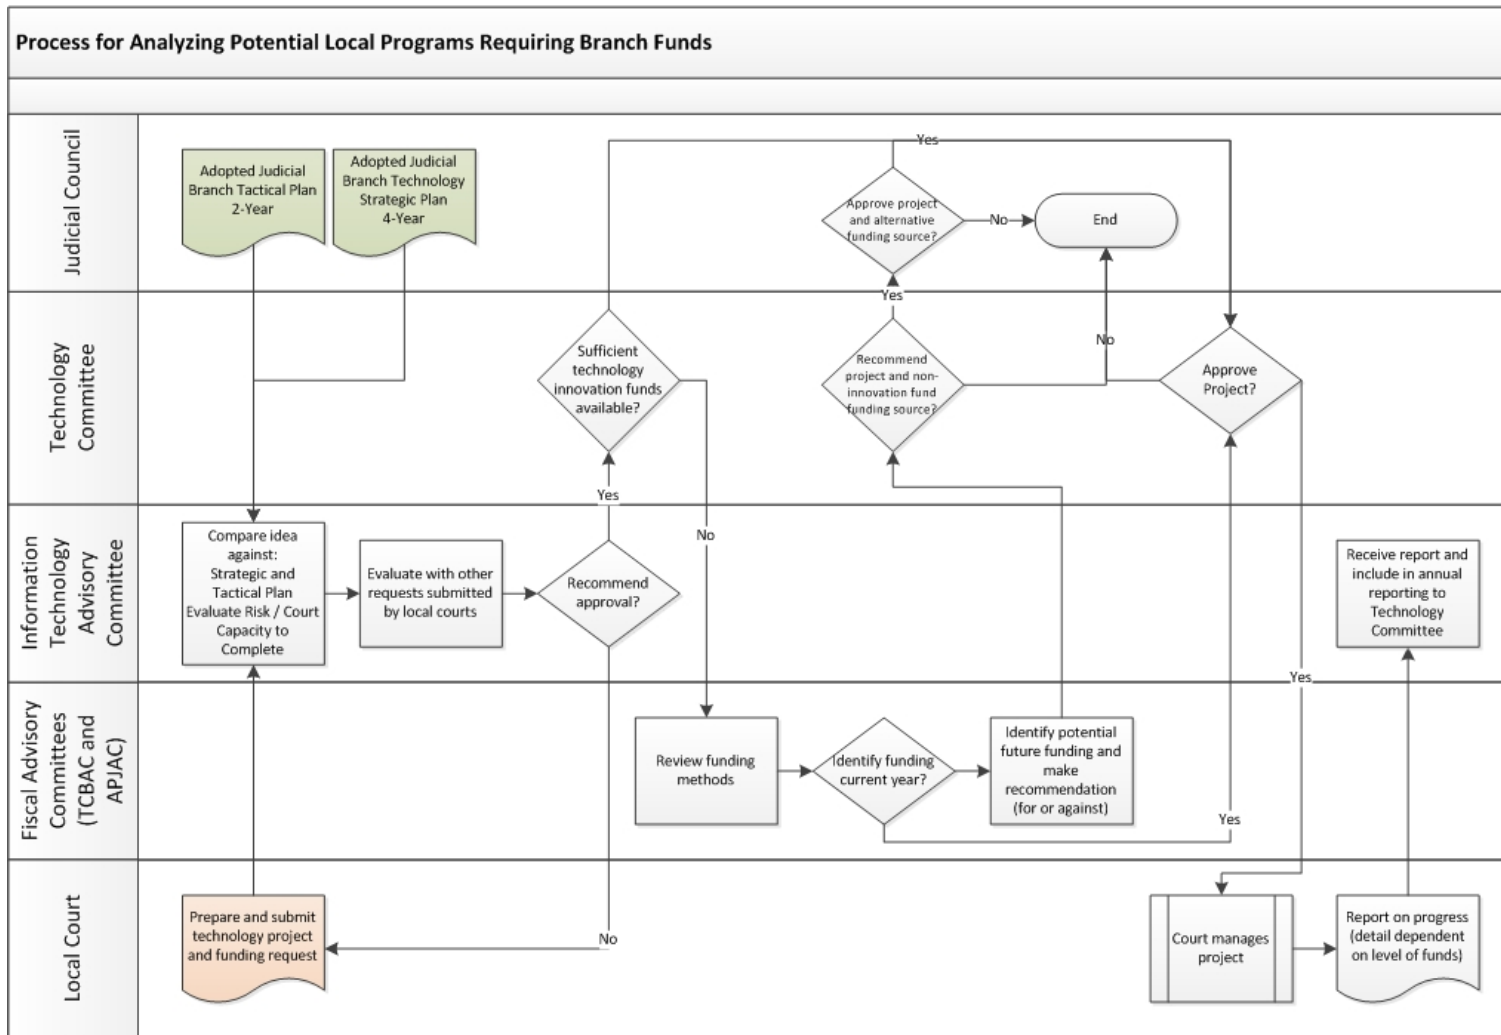 Process for Analyzing Potential Local Programs Requiring Branch Funds
Judicial Council
Adopted Judicial
Branch Tactical Plan
2-Year
Adopted Judicial
Branch Technology
Strategic Plan
4-Year
Yes
Approve project
and alternative
funding source?
No
End
Yes
Technology
Committee
Sufficient
technology
innovation funds
available?
Recommend
project and non-
innovation fund
funding source?
No
Approve
Project?
Yes
No
Information
Technology
Advisory
Committee
Compare idea
against:
Strategic and
Tactical Plan
Evaluate Risk / Court
Capacity to
Complete
Evaluate with other
requests submitted
by local courts
Recommend
approval?
Receive report and
include in annual
reporting to
Technology
Committee
Yes
Fiscal Advisory
Committees
(TCBAC and
APJAC)
Review funding
methods
Identify funding
current year?
Identify potential
future funding and
make
recommendation
(for or against)
Yes
Local Court
Prepare and submit
technology project
and funding request
No
Court manages
project
Report on progress
(detail dependent
on level of funds)